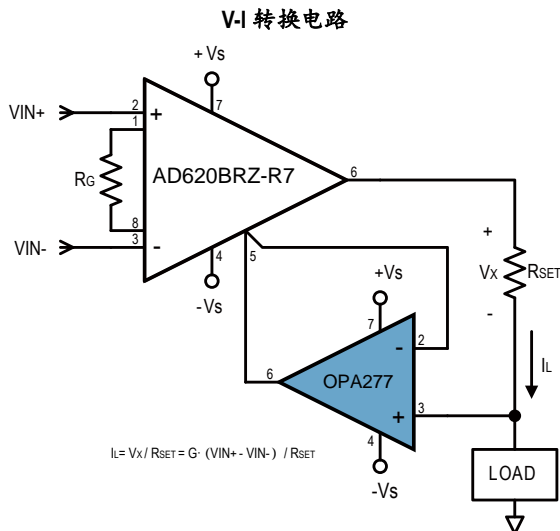 V-I 转换电路
+Vs
7
VIN+
2
+
1
RG
AD620BRZ-R7
6
8
VIN-
3
-
4
5
-Vs
+
VX
RSET
-
+Vs
7
2
-
IL
6
OPA277
+
3
4
-Vs
IL= VX / RSET = G· (VIN+ - VIN-) / RSET
LOAD